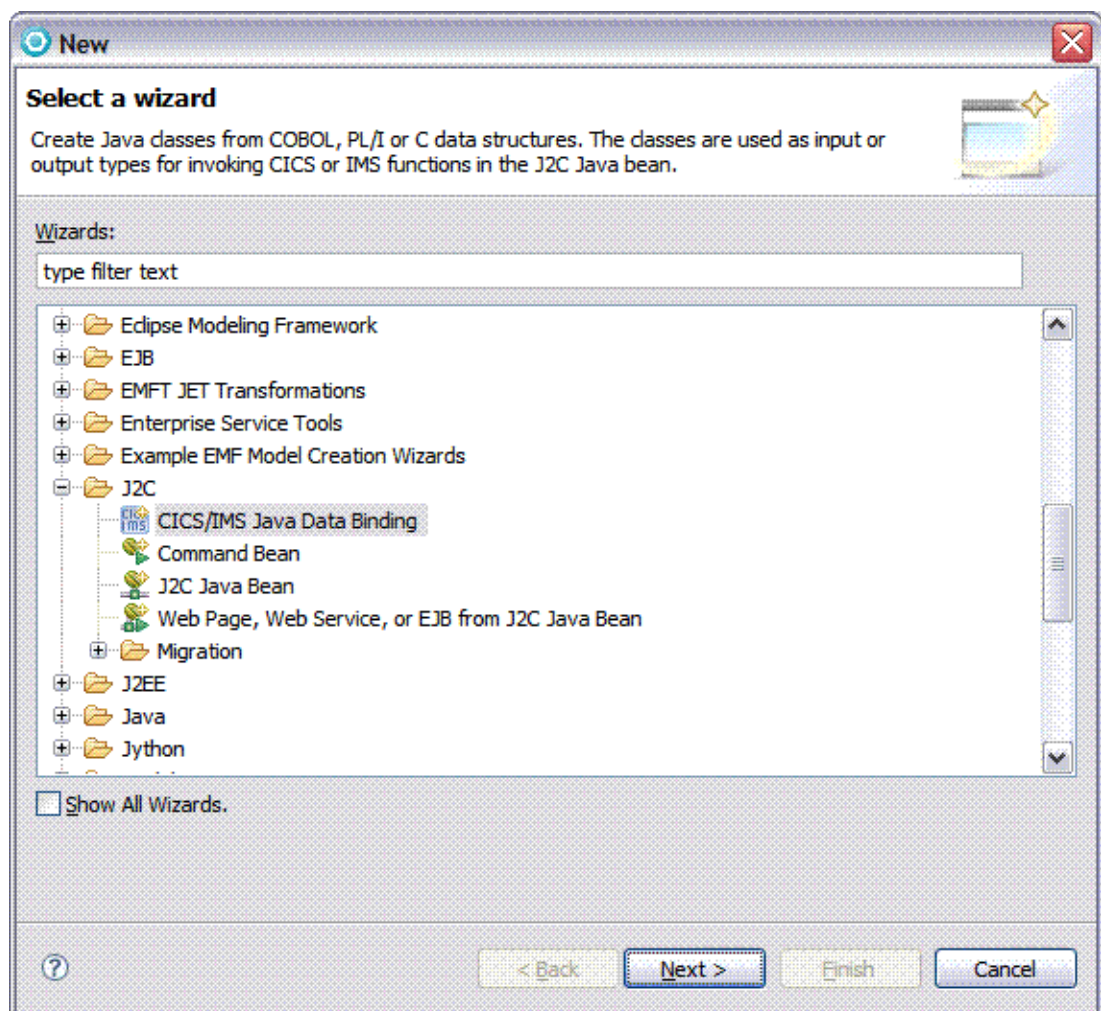 New
Select a wizard
Create Java classes from COBOL, PL/I or C data structures. The classes are used as input or
output types for invoking CICS or IMS functions in the J2C Java bean.
Wizards:
type filter text
Eclipse Modeling Framework
EJB
EMFT JET Transformations
Enterprise Service Tools
Example EMF Model Creation Wizards
J2C
CICS/IMS Java Data Binding
Command Bean
J2C Java Bean
Web Page, Web Service, or EJB from J2C Java Bean
Migration
J2EE
Java
Jython
Show All Wizards.
? < Back Next > Finish Cancel